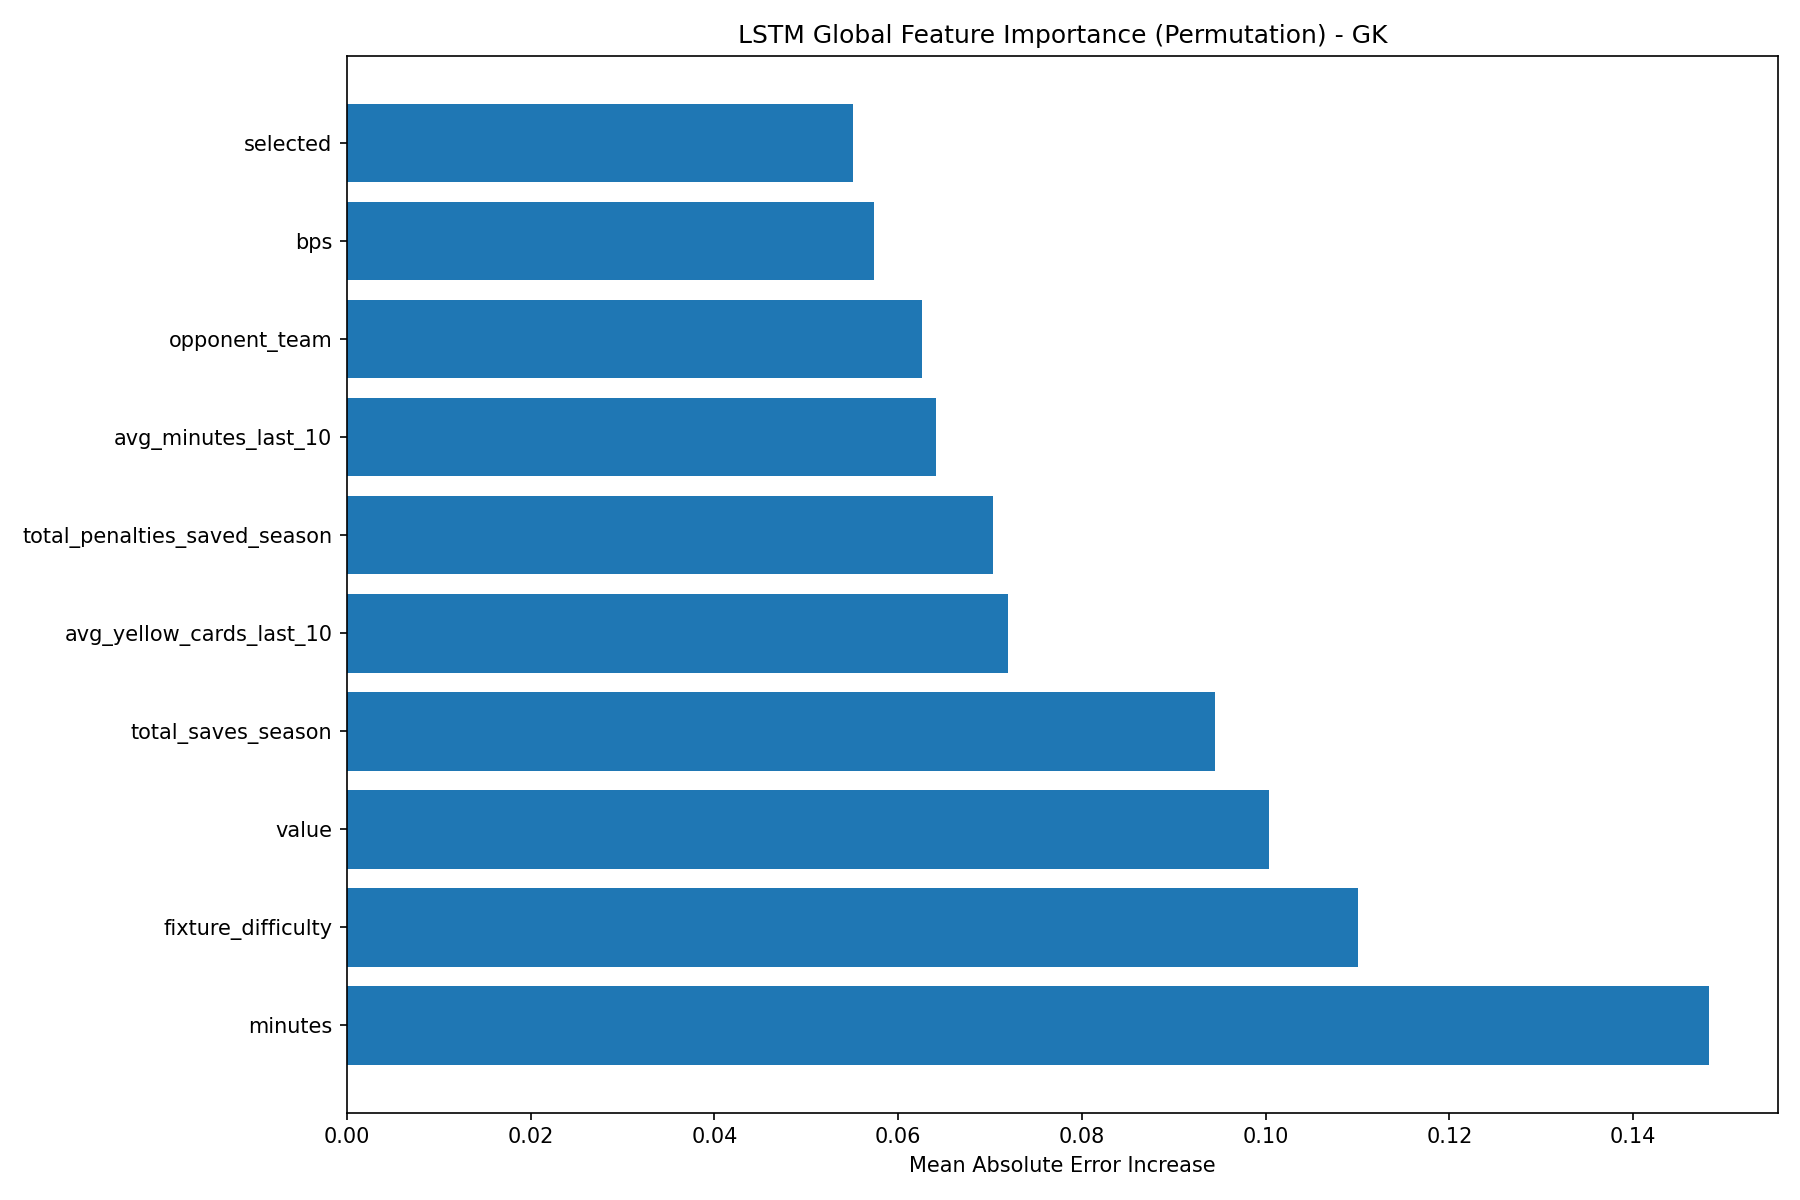 LSTM Global Feature Importance (Permutation) - GK
selected
bps
opponent_team
avg_minutes_last_10
total_penalties_saved_season
avg_yellow_cards_last_10
total_saves_season
value
fixture_difficulty
minutes
0.00 0.02 0.04 0.06 0.08 0.10 0.12 0.14
Mean Absolute Error Increase